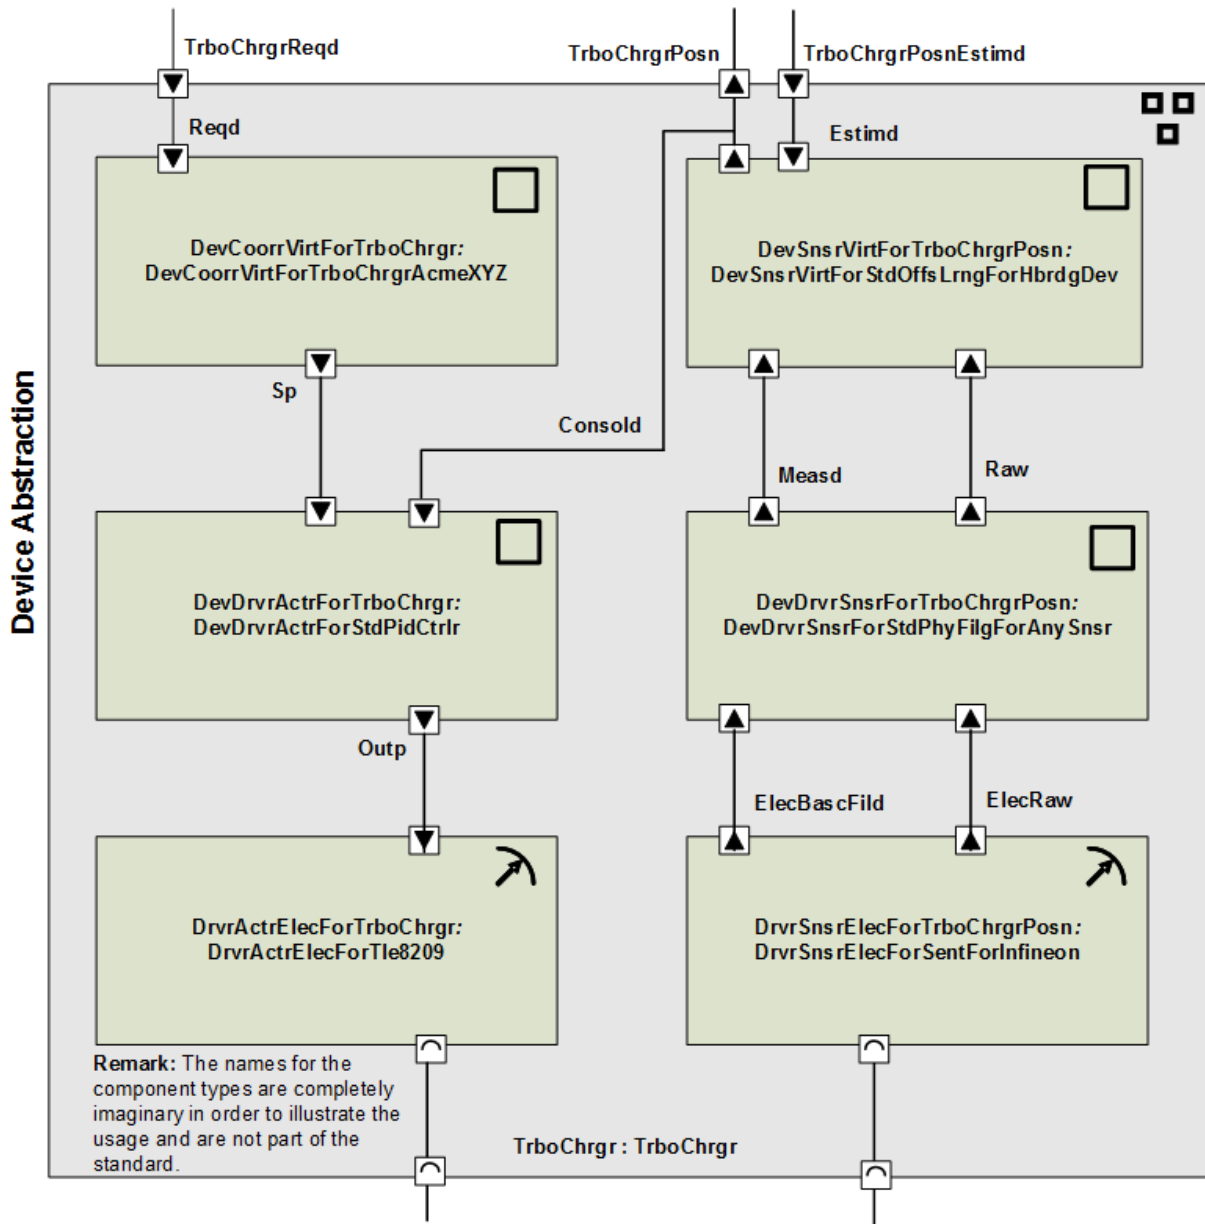 TrboChrgrReqd
TrboChrgrPosn
TrboChrgrPosnEstimd
Reqd
Estimd
DevCoorrVirtForTrboChrgr:
DevCoorrVirtForTrboChrgrAcmeXYZ
DevSnsrVirtForTrboChrgrPosn:
DevSnsrVirtForStdOffsLrngForHbrdgDev
Device Abstraction
Sp
Consold
Measd
Raw
DevDrvrActrForTrboChrgr:
DevDrvrActrForStdPidCtrlr
DevDrvrSnsrForTrboChrgrPosn:
DevDrvrSnsrForStdPhyFilgForAnySnsr
Outp
ElecBascFild
ElecRaw
DrvrActrElecForTrboChrgr:
DrvrActrElecForTle8209
DrvrSnsrElecForTrboChrgrPosn:
DrvrSnsrElecForSentForInfineon
Remark: The names for the
component types are completely
imaginary in order to illustrate the
usage and are not part of the
standard.
TrboChrgr : TrboChrgr